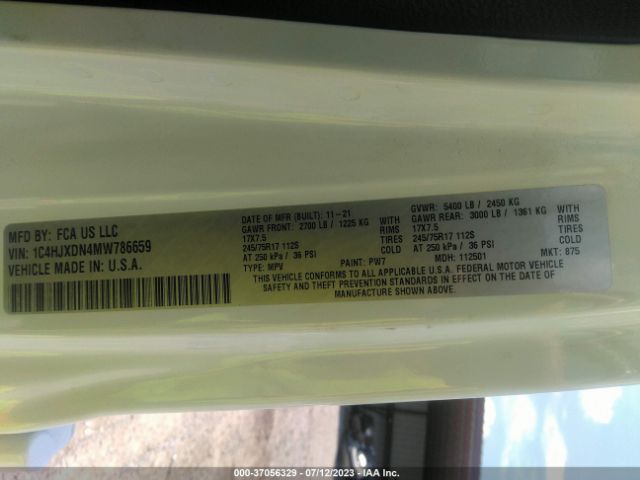 MFD BY: FCA US LLC
VIN: 1C4HJXDN4MW786659
VEHICLE MADE IN: U.S.A.
DATE OF MFR (BUILT): 11-21
GAWR FRONT: 2700 LB / 1225 KG WITH
17X7.5 RIMS
245/75R17 112S TIRES
AT 250 kPa / 36 PSI COLD
GVWR: 5400 LB / 2450 KG
GAWR REAR: 3000 LB / 1361 KG WITH
17X7.5 RIMS
245/75R17 112S TIRES
AT 250 kPa / 36 PSI COLD
TYPE: MPV PAINT: PW7 MDH: 112501 MKT: 875
THIS VEHICLE CONFORMS TO ALL APPLICABLE U.S.A. FEDERAL MOTOR VEHICLE
SAFETY AND THEFT PREVENTION STANDARDS IN EFFECT ON THE DATE OF
MANUFACTURE SHOWN ABOVE.
000-37056329 - 07/12/2023 - IAA Inc.